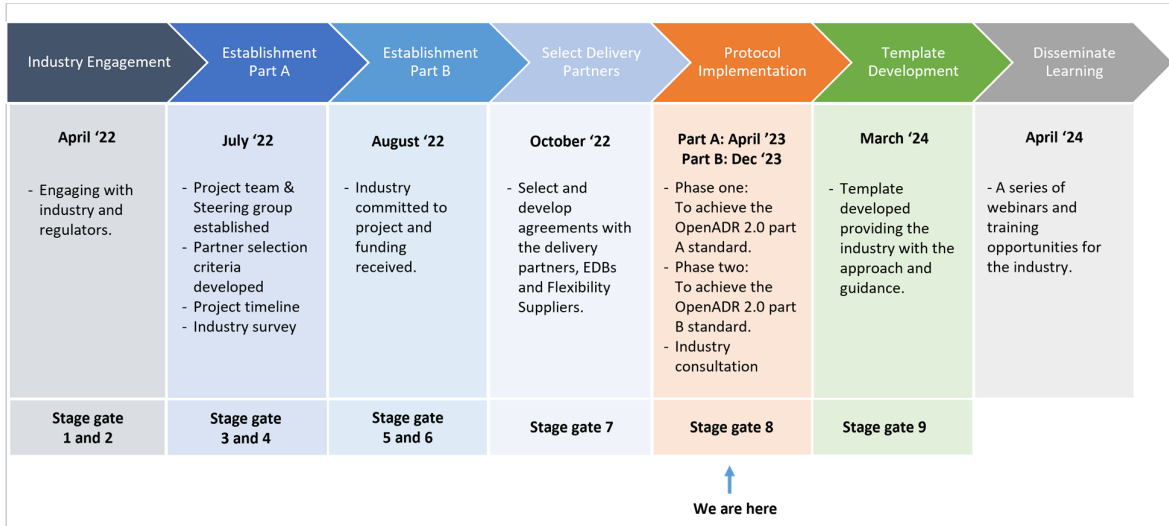 Industry Engagement
Establishment
Part A
Establishment
Part B
Select Delivery
Partners
Protocol
Implementation
Template
Development
Disseminate
Learning
April ‘22
- Engaging with
industry and
regulators.
July ‘22
- Project team &
Steering group
established
- Partner selection
criteria
developed
- Project timeline
- Industry survey
August ‘22
- Industry
committed to
project and
funding
received.
October ‘22
- Select and
develop
agreements with
the delivery
partners, EDBs
and Flexibility
Suppliers.
Part A: April ’23
Part B: Dec ‘23
- Phase one:
To achieve the
OpenADR 2.0 part
A standard.
- Phase two:
To achieve the
OpenADR 2.0 part
B standard.
- Industry
consultation
March ‘24
- Template
developed
providing the
industry with the
approach and
guidance.
April ‘24
- A series of
webinars and
training
opportunities for
the industry.
Stage gate
1 and 2
Stage gate
3 and 4
Stage gate
5 and 6
Stage gate 7
Stage gate 8
Stage gate 9
We are here